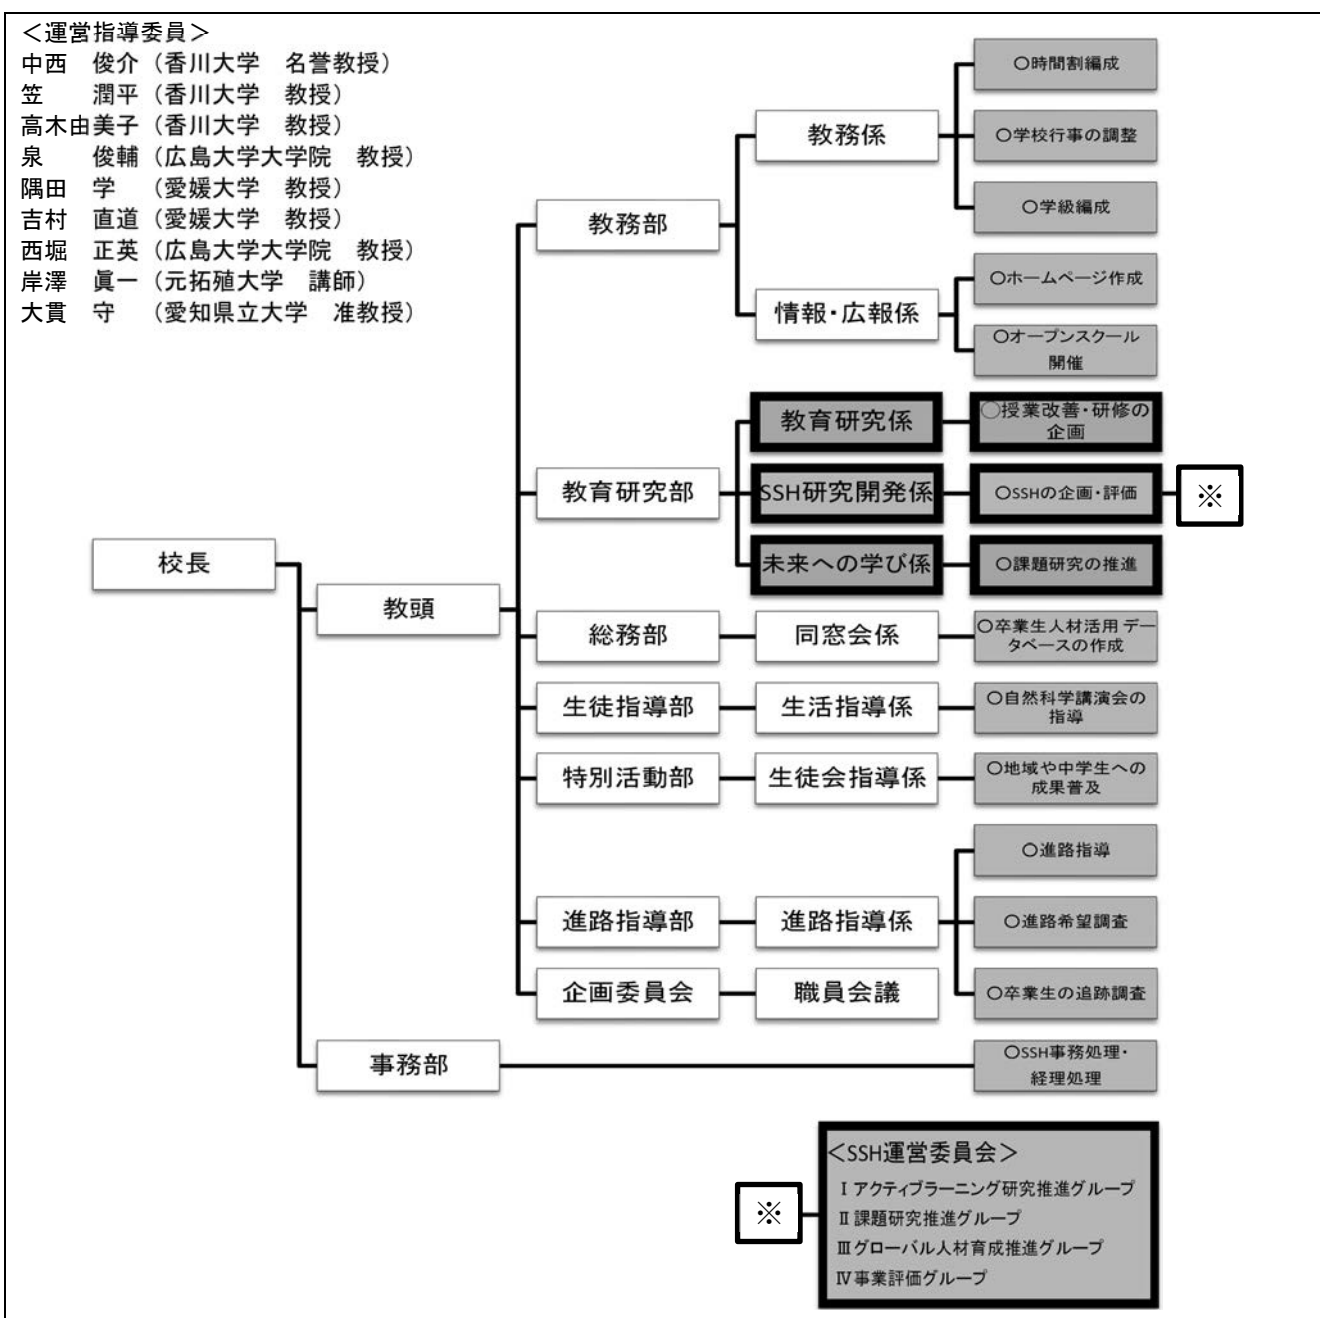 ＜運営指導委員＞
中西　俊介（香川大学　名誉教授）
笠　　潤平（香川大学　教授）
高木由美子（香川大学　教授）
泉　　俊輔（広島大学大学院　教授）
隅田　学　（愛媛大学　教授）
吉村　直道（愛媛大学　教授）
西堀　正英（広島大学大学院　教授）
岸澤　眞一（元拓殖大学　講師）
大貫　守　（愛知県立大学　准教授）
校長
教頭
教務部
教務係
○時間割編成
○学校行事の調整
○学級編成
情報・広報係
○ホームページ作成
○オープンスクール
開催
教育研究部
教育研究係
○授業改善・研修の
企画
SSH研究開発係
○SSHの企画・評価
※
未来への学び係
○課題研究の推進
総務部
同窓会係
○卒業生人材活用 デー
タベースの作成
生徒指導部
生活指導係
○自然科学講演会の
指導
特別活動部
生徒会指導係
○地域や中学生への
成果普及
進路指導部
進路指導係
○進路指導
○進路希望調査
○卒業生の追跡調査
企画委員会
職員会議
事務部
○SSH事務処理・
経理処理
※
＜SSH運営委員会＞
Ⅰ アクティブラーニング研究推進グループ
Ⅱ 課題研究推進グループ
Ⅲ グローバル人材育成推進グループ
Ⅳ 事業評価グループ